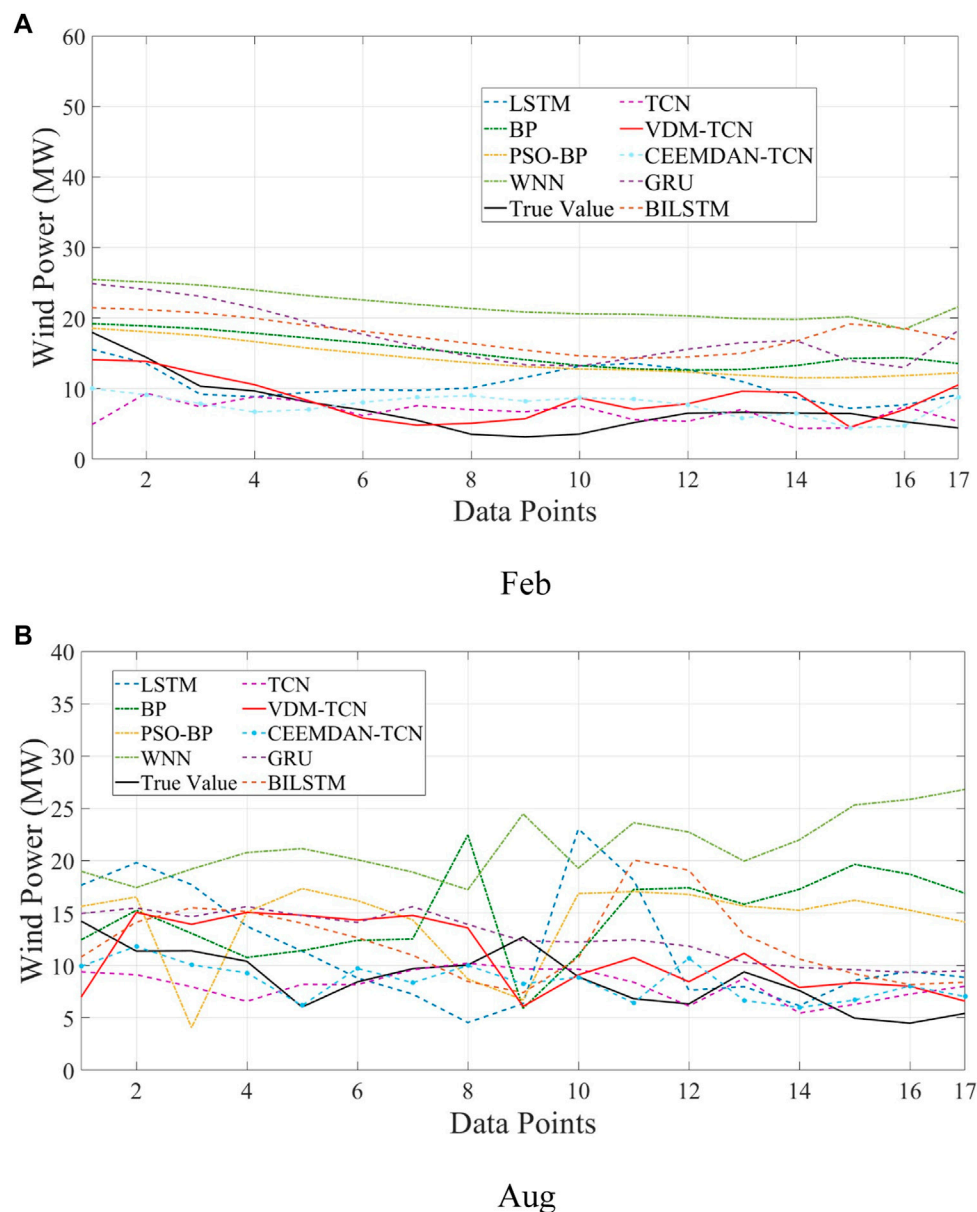 A
60
50
40
30
20
10
0
Wind Power (MW)
LSTM TCN
BP VDM-TCN
PSO-BP CEEMDAN-TCN
WNN GRU
True Value BILSTM
2 4 6 8 10 12 14 16 17
Data Points
Feb
B
40
35
30
25
20
15
10
5
0
Wind Power (MW)
LSTM TCN
BP VDM-TCN
PSO-BP CEEMDAN-TCN
WNN GRU
True Value BILSTM
2 4 6 8 10 12 14 16 17
Data Points
Aug